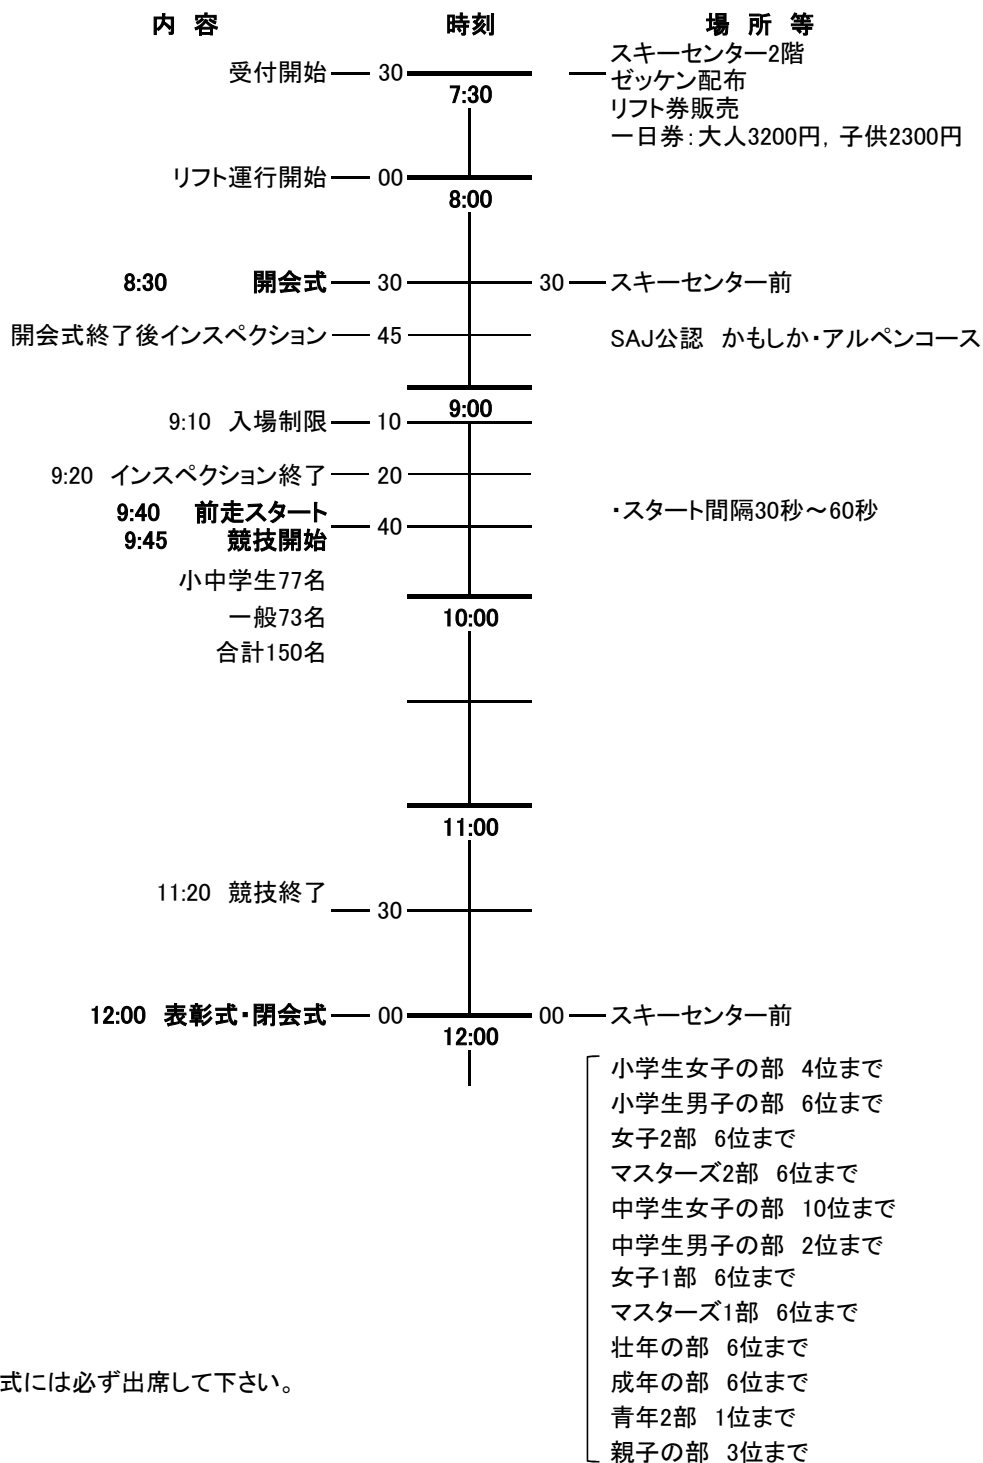 内 容 時刻 場 所 等
受付開始 30 スキーセンター2階
7:30 ゼッケン配布
リフト券販売
一日券：大人3200円，子供2300円
リフト運行開始 00
8:00
8:30 開会式 30 30 スキーセンター前
開会式終了後インスペクション 45 SAJ公認 かもしか・アルペンコース
9:00
9:10 入場制限 10
9:20 インスペクション終了 20
9:40 前走スタート 40 ・スタート間隔30秒～60秒
9:45 競技開始
小中学生77名
一般73名 10:00
合計150名
11:00
11:20 競技終了
30
12:00 表彰式・閉会式 00 00 スキーセンター前
12:00
小学生女子の部 4位まで
小学生男子の部 6位まで
女子2部 6位まで
マスターズ2部 6位まで
中学生女子の部 10位まで
中学生男子の部 2位まで
女子1部 6位まで
マスターズ1部 6位まで
壮年の部 6位まで
式には必ず出席して下さい。 成年の部 6位まで
青年2部 1位まで
親子の部 3位まで